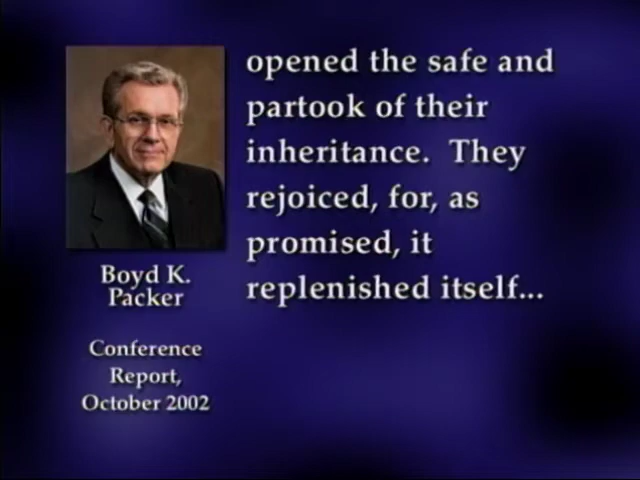 opened the safe and
partook of their
inheritance. They
rejoiced, for, as
promised, it
replenished itself...
Boyd K.
Packer
Conference
Report,
October 2002